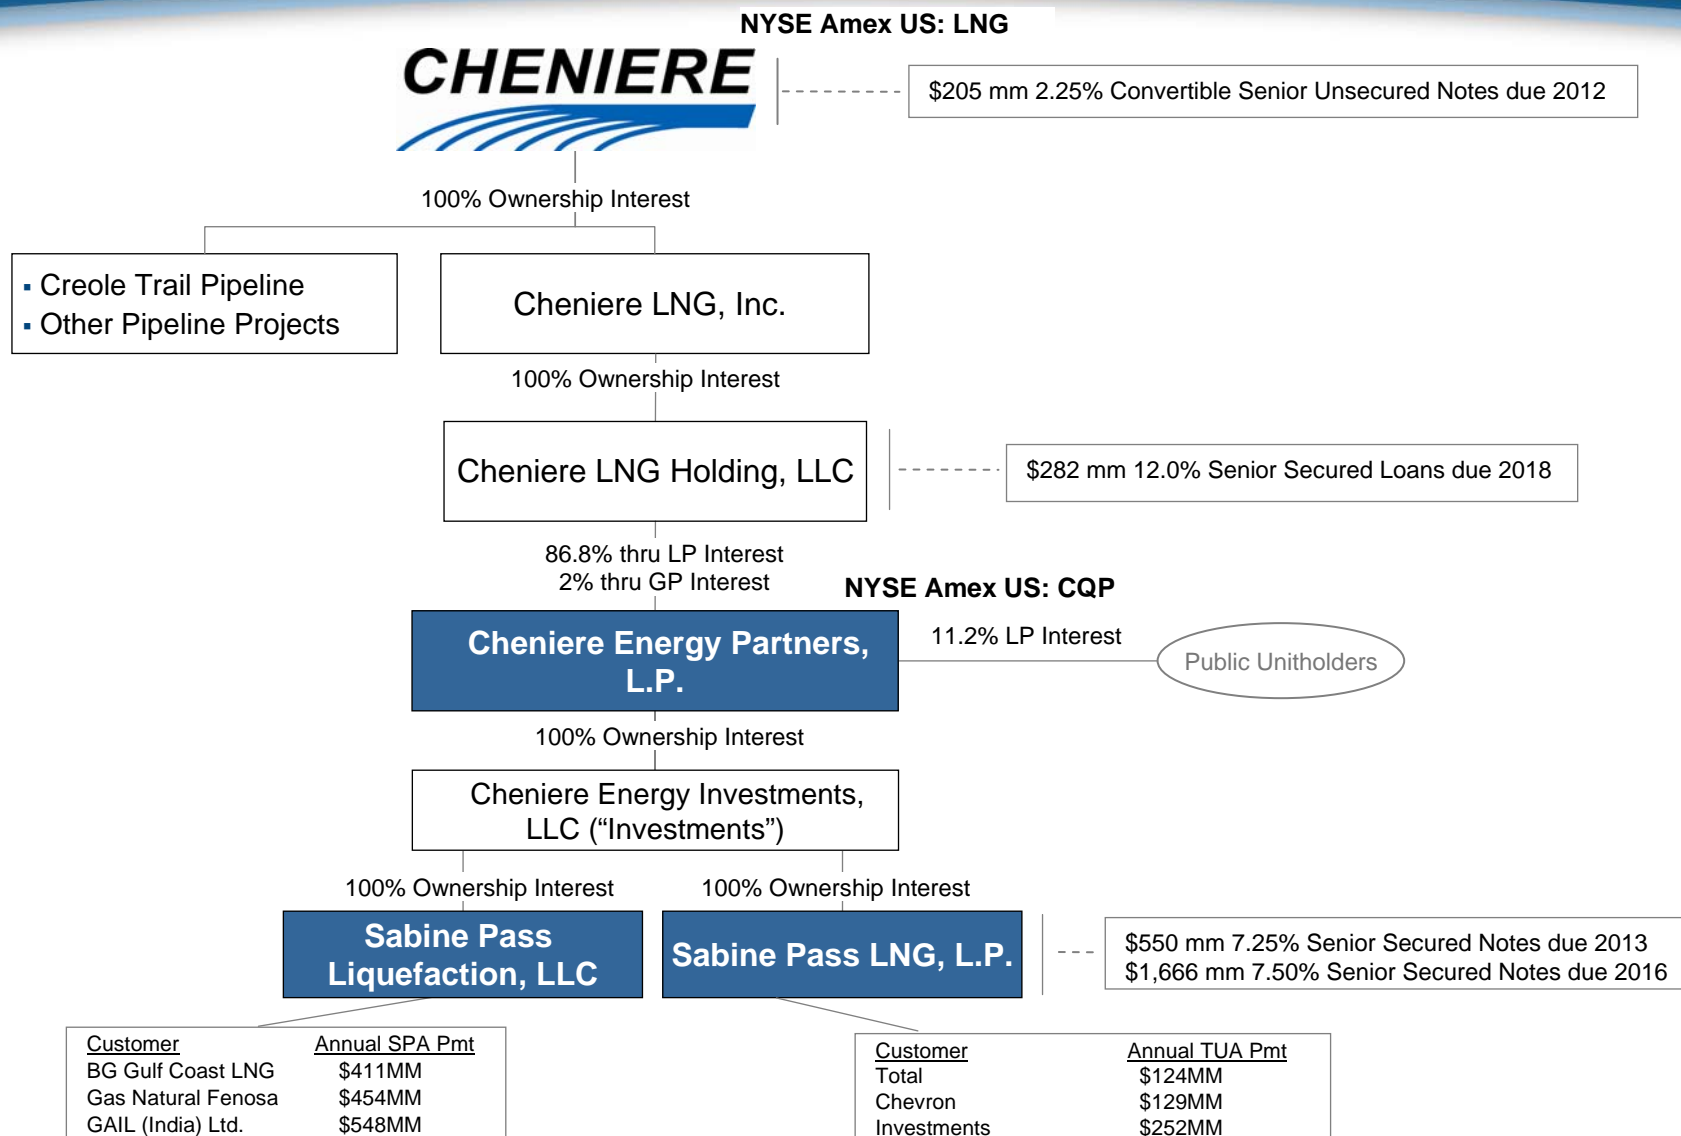 NYSE Amex US: LNG
CHENIERE
$205 mm 2.25% Convertible Senior Unsecured Notes due 2012
100% Ownership Interest
▪ Creole Trail Pipeline
▪ Other Pipeline Projects
Cheniere LNG, Inc.
100% Ownership Interest
Cheniere LNG Holding, LLC
$282 mm 12.0% Senior Secured Loans due 2018
86.8% thru LP Interest
2% thru GP Interest
NYSE Amex US: CQP
Cheniere Energy Partners,
L.P.
11.2% LP Interest
Public Unitholders
100% Ownership Interest
Cheniere Energy Investments,
LLC (“Investments”)
100% Ownership Interest
100% Ownership Interest
Sabine Pass
Liquefaction, LLC
Sabine Pass LNG, L.P.
$550 mm 7.25% Senior Secured Notes due 2013
$1,666 mm 7.50% Senior Secured Notes due 2016
Customer Annual SPA Pmt
BG Gulf Coast LNG $411MM
Gas Natural Fenosa $454MM
GAIL (India) Ltd. $548MM
Customer Annual TUA Pmt
Total $124MM
Chevron $129MM
Investments $252MM